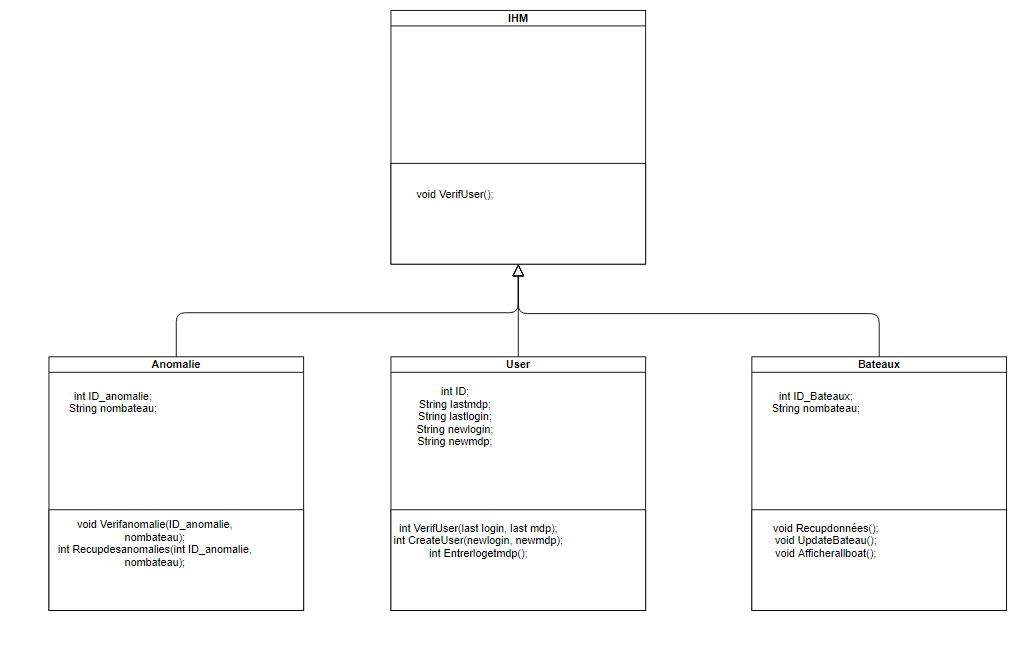 IHM
void VerifUser();
Anomalie
int ID_anomalie;
String nombateau;
void Verifanomalie(ID_anomalie,
nombateau);
int Recupdesanomalies(int ID_anomalie,
nombateau);
User
int ID;
String lastmdp;
String lastlogin;
String newlogin;
String newmdp;
int VerifUser(last login, last mdp);
int CreateUser(newlogin, newmdp);
int Entrerlogetmdp();
Bateaux
int ID_Bateaux;
String nombateau;
void Recupdonnées();
void UpdateBateau();
void Afficherallboat();